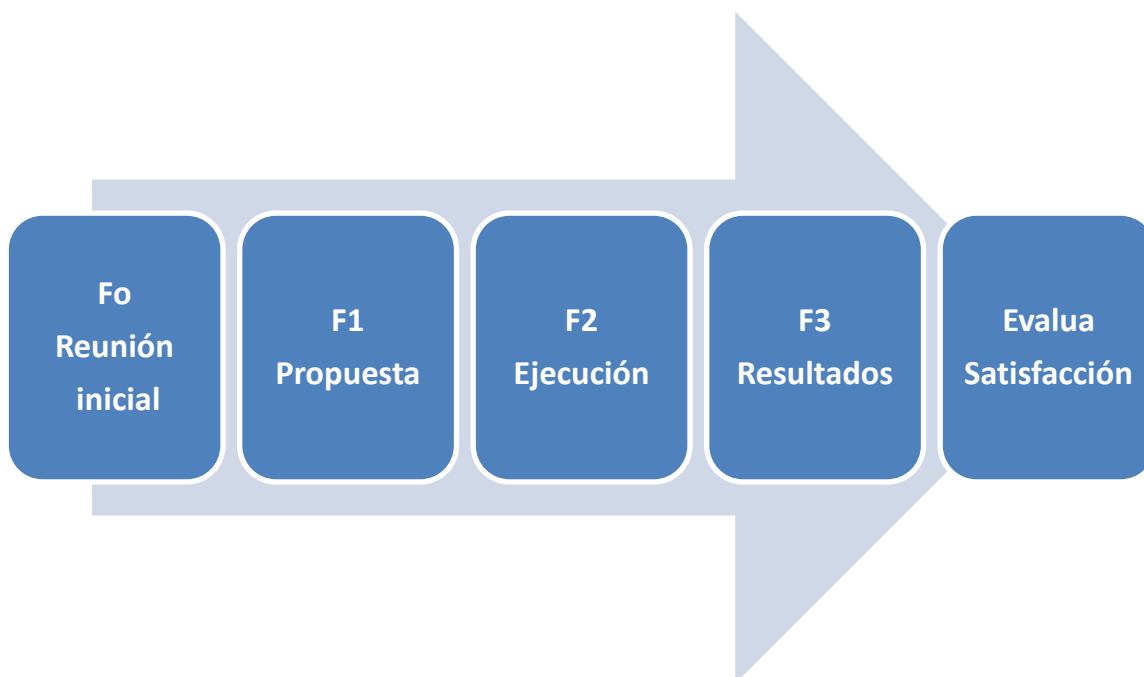 Fo
Reunión
inicial
F1
Propuesta
F2
Ejecución
F3
Resultados
Evalua
Satisfacción